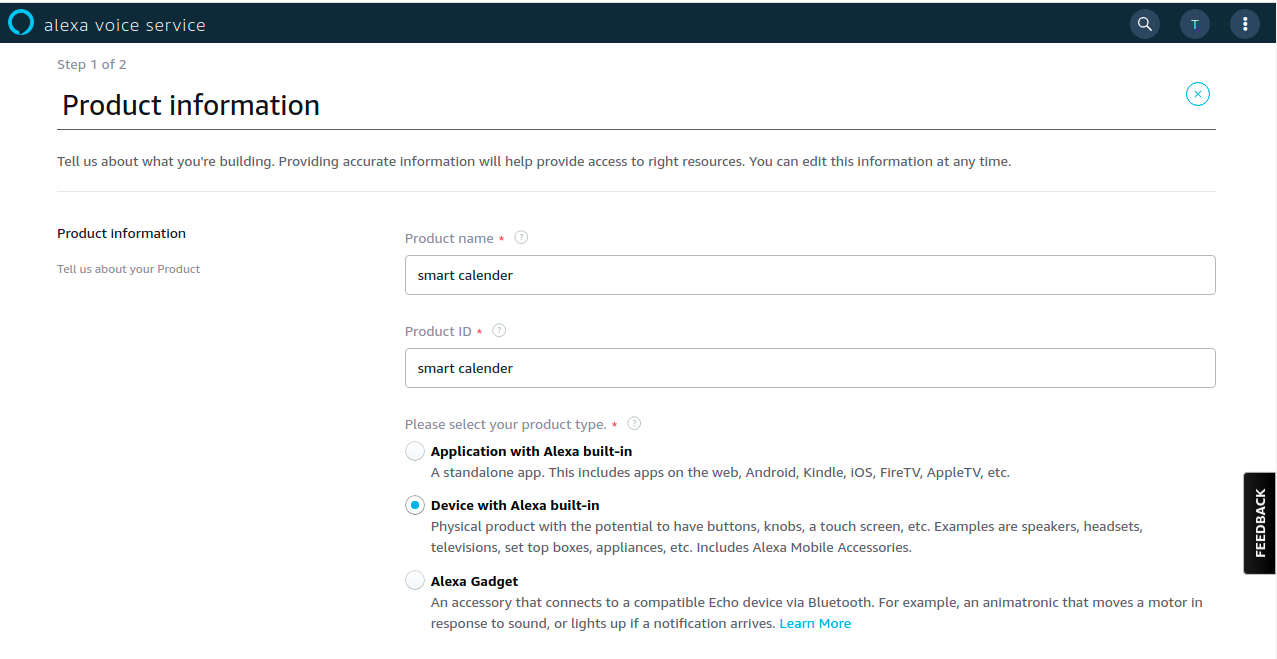 alexa voice service
T
Step 1 of 2
Product information
Tell us about what you're building. Providing accurate information will help provide access to right resources. You can edit this information at any time.
Product information
Tell us about your Product
Product name * ?
smart calender
Product ID * ?
smart calender
Please select your product type. * ?
Application with Alexa built-in
A standalone app. This includes apps on the web, Android, Kindle, iOS, FireTV, AppleTV, etc.
Device with Alexa built-in
Physical product with the potential to have buttons, knobs, a touch screen, etc. Examples are speakers, headsets,
televisions, set top boxes, appliances, etc. Includes Alexa Mobile Accessories.
Alexa Gadget
An accessory that connects to a compatible Echo device via Bluetooth. For example, an animatronic that moves a motor in
response to sound, or lights up if a notification arrives. Learn More
FEEDBACK